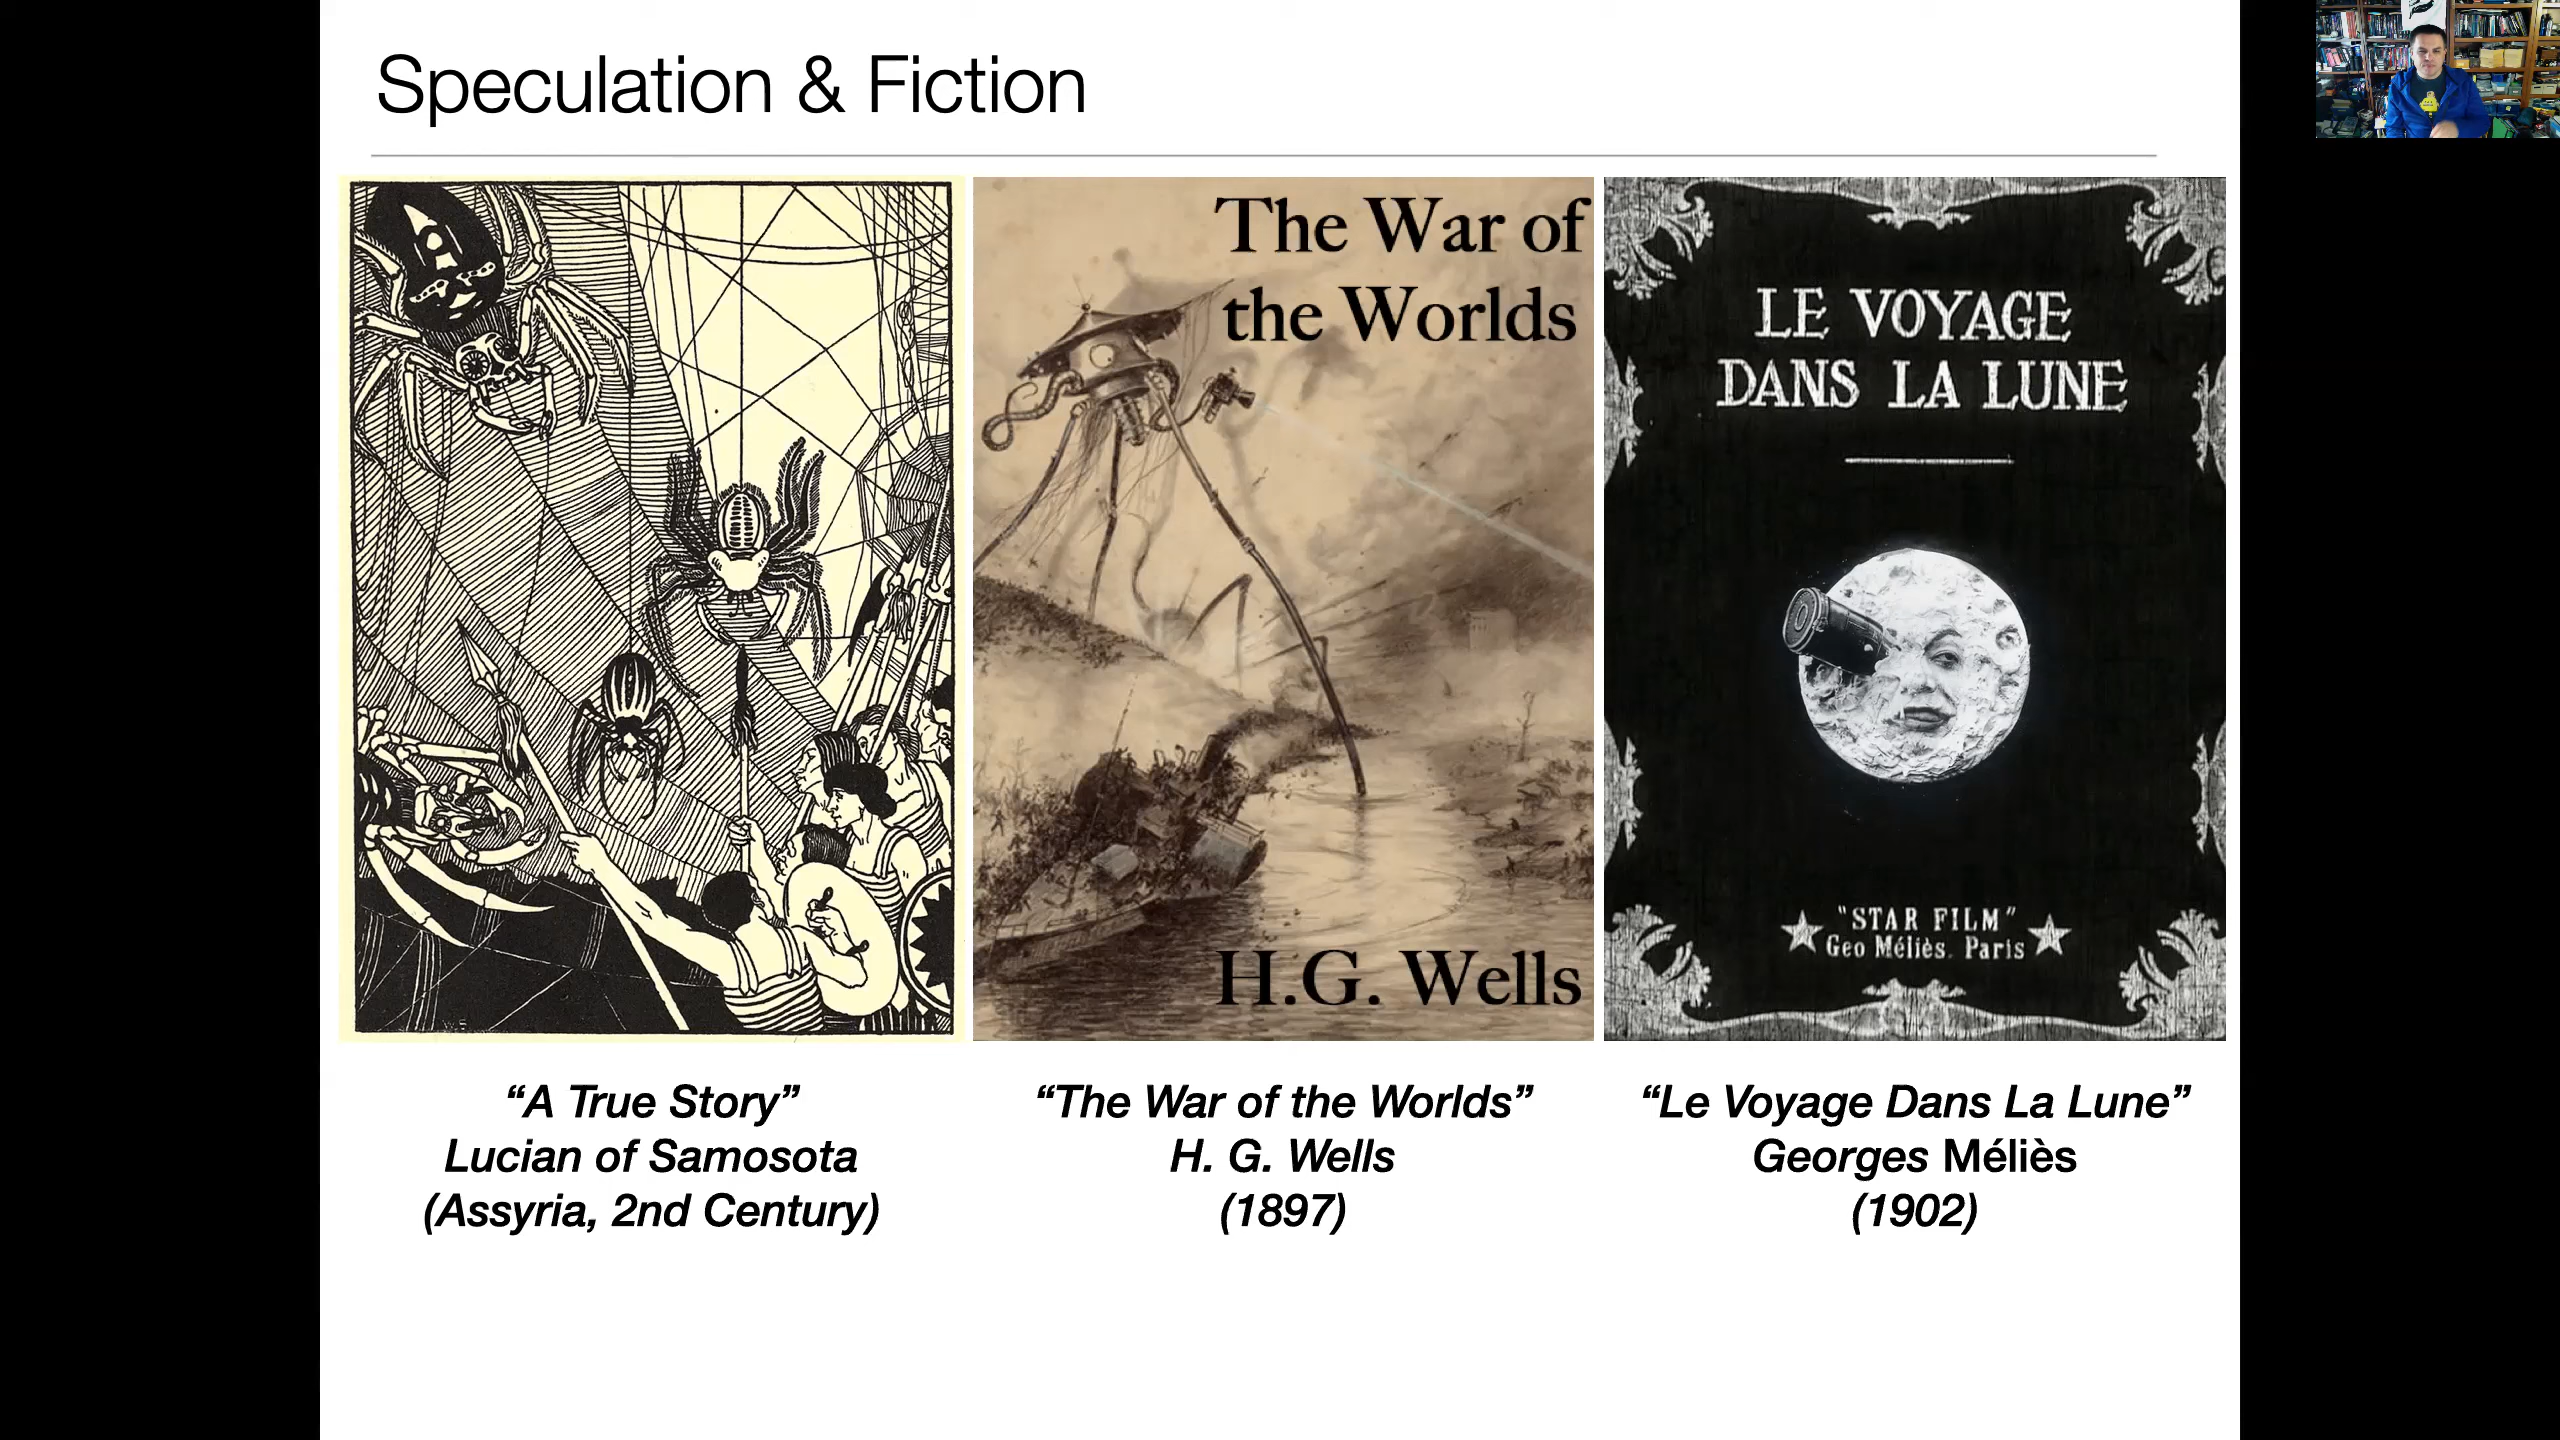 Speculation & Fiction
The War of
the Worlds
H.G. Wells
LE VOYAGE
DANS LA LUNE
"STAR FILM"
Geo Méliès. Paris
“A True Story”
Lucian of Samosota
(Assyria, 2nd Century)
“The War of the Worlds”
H. G. Wells
(1897)
“Le Voyage Dans La Lune”
Georges Méliès
(1902)